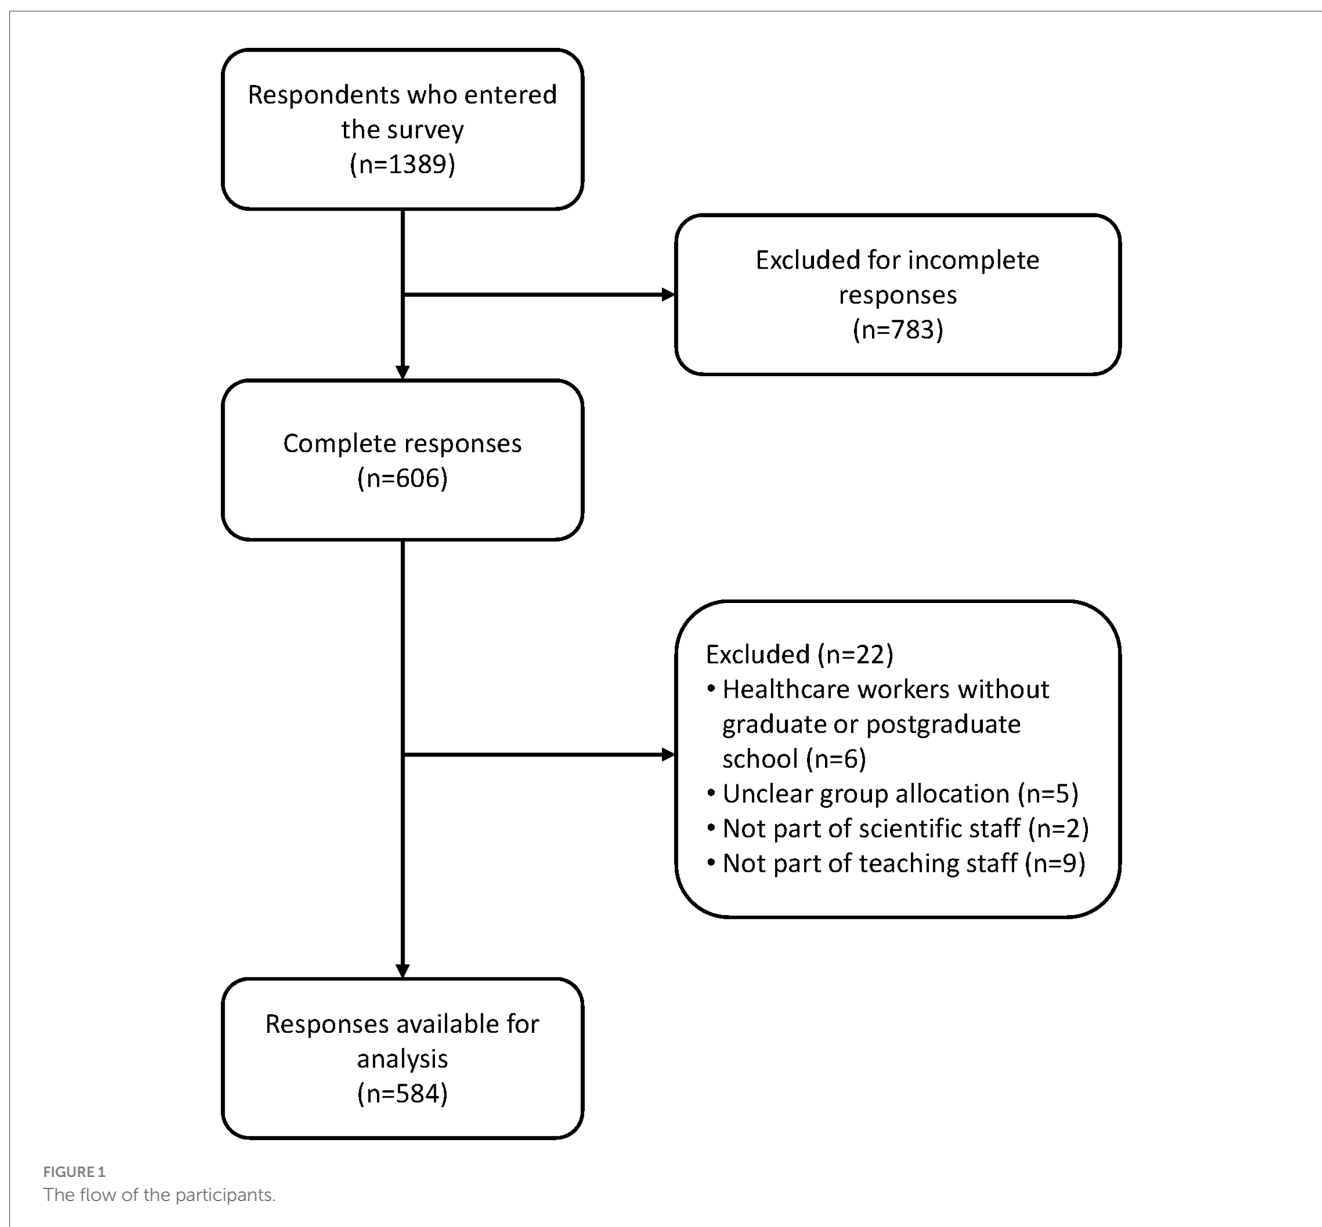 Respondents who entered
the survey
(n=1389)
Excluded for incomplete
responses
(n=783)
Complete responses
(n=606)
Excluded (n=22)
• Healthcare workers without
graduate or postgraduate
school (n=6)
• Unclear group allocation (n=5)
• Not part of scientific staff (n=2)
• Not part of teaching staff (n=9)
Responses available for
analysis
(n=584)
FIGURE 1
The flow of the participants.